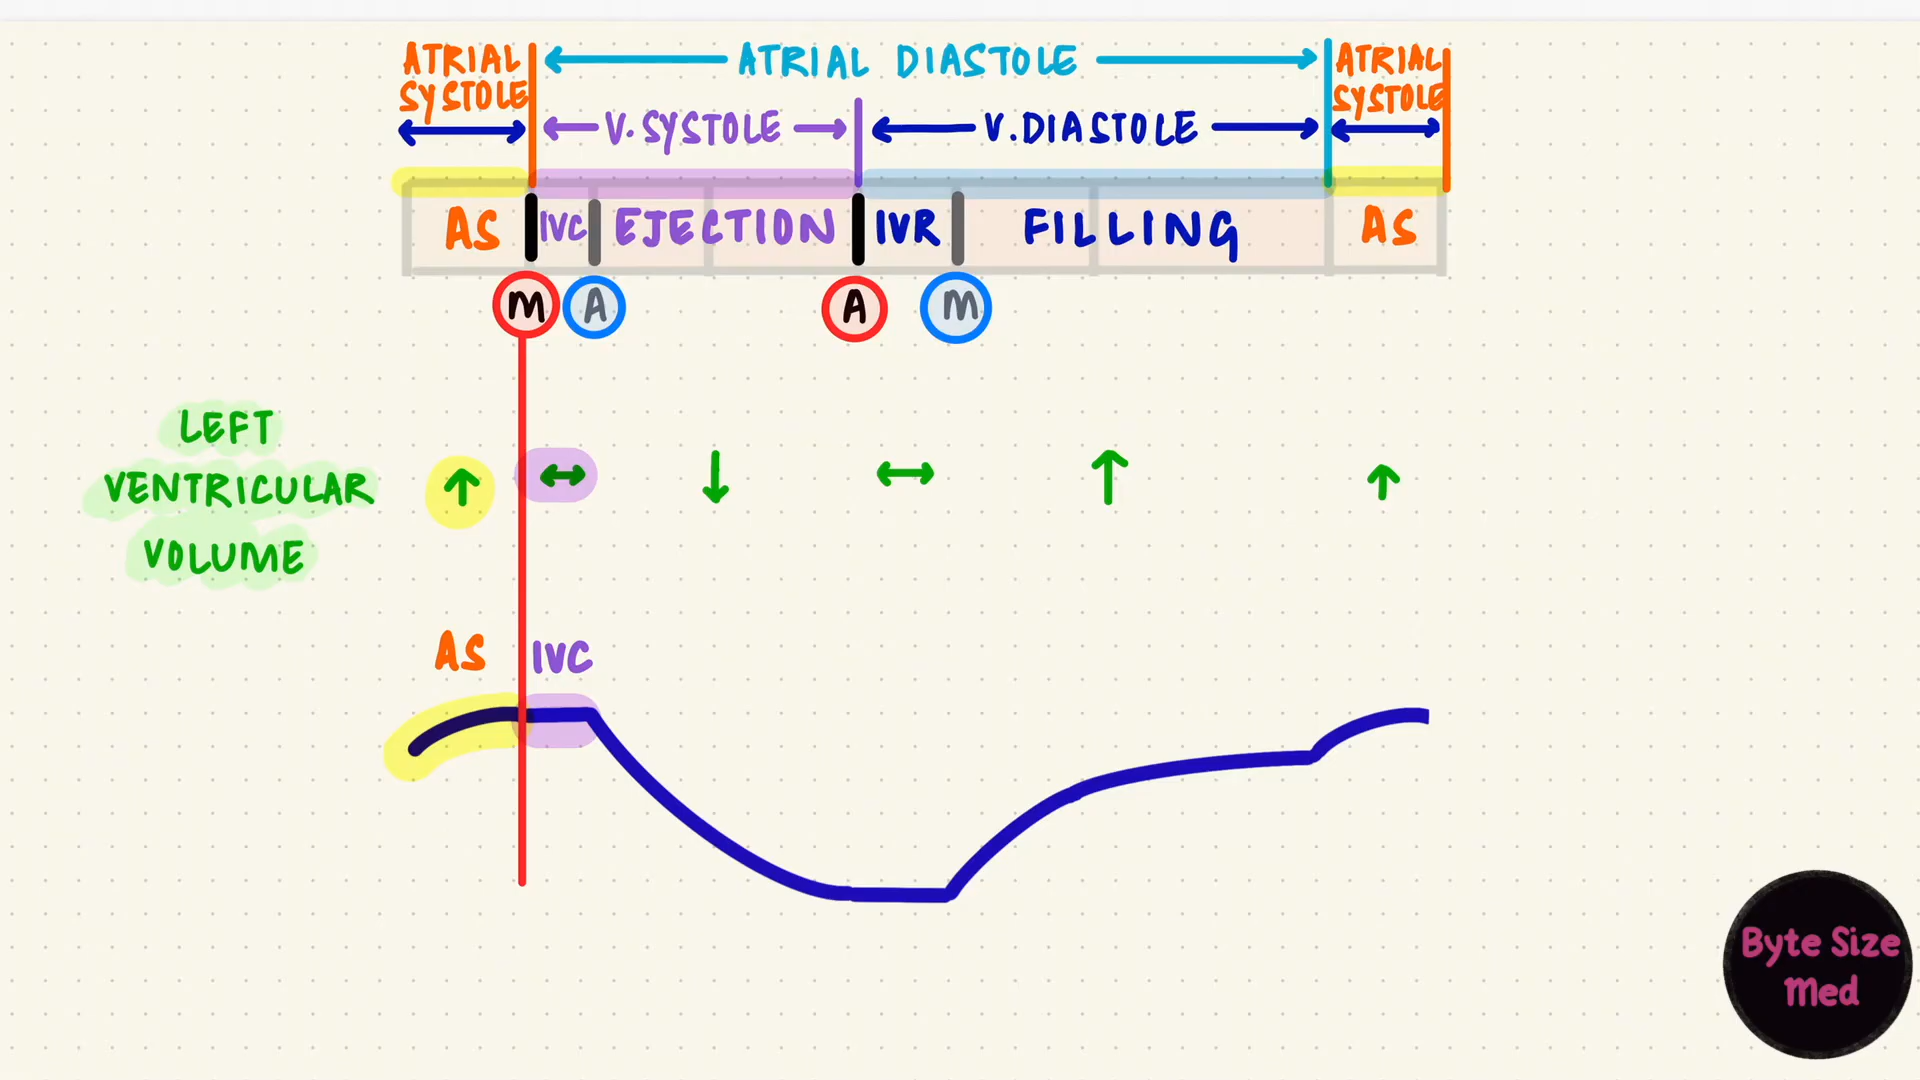 ATRIAL SYSTOLE
ATRIAL DIASTOLE
ATRIAL SYSTOLE
V.SYSTOLE
V.DIASTOLE
AS
IVC
EJECTION
IVR
FILLING
AS
M
A
A
M
LEFT
VENTRICULAR
VOLUME
AS
IVC
Byte Size
Med